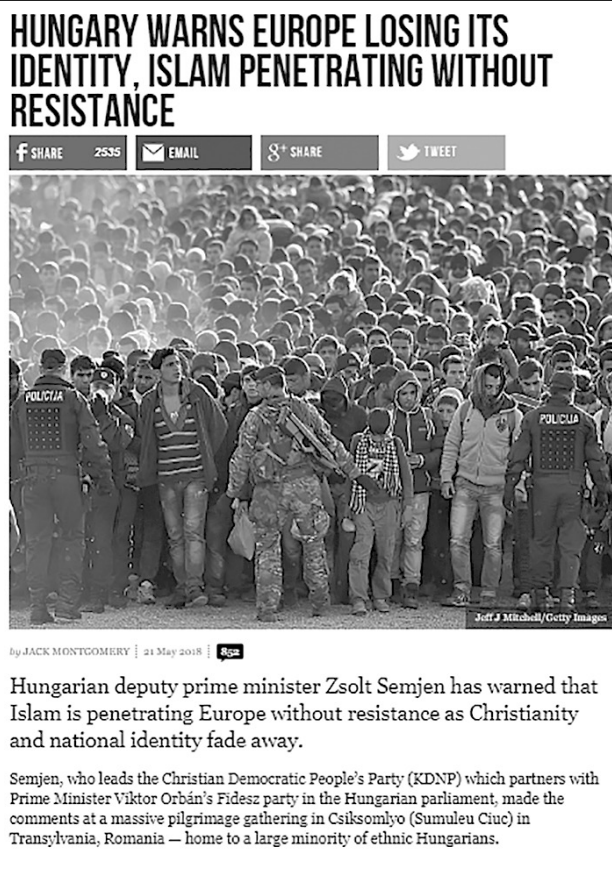 HUNGARY WARNS EUROPE LOSING ITS
IDENTITY, ISLAM PENETRATING WITHOUT
RESISTANCE
f SHARE 2535 EMAIL g+ SHARE TWEET
POLICIJA
POLICIJA
Jeff J Mitchell/Getty Images
by JACK MONTGOMERY 21 May 2018 852
Hungarian deputy prime minister Zsolt Semjen has warned that
Islam is penetrating Europe without resistance as Christianity
and national identity fade away.
Semjen, who leads the Christian Democratic People's Party (KDNP) which partners with
Prime Minister Viktor Orbán's Fidesz party in the Hungarian parliament, made the
comments at a massive pilgrimage gathering in Csiksomlyo (Sumuleu Ciuc) in
Transylvania, Romania — home to a large minority of ethnic Hungarians.